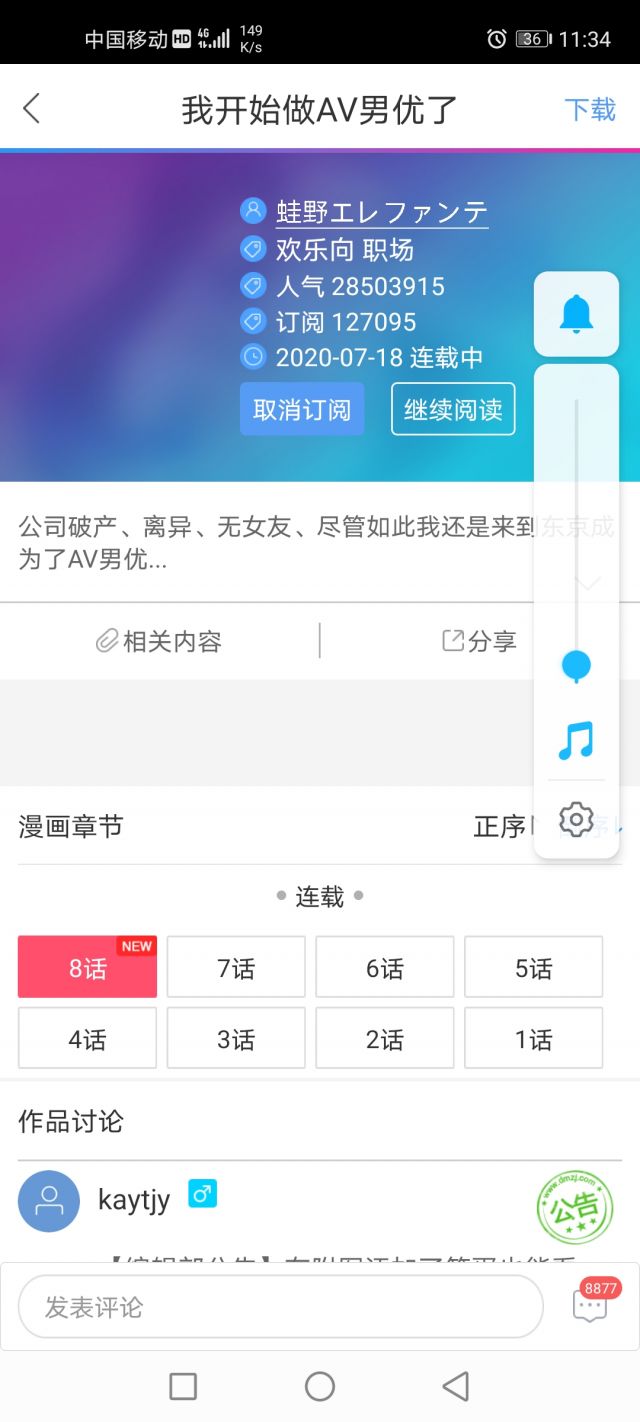 中国移动 HD 4G 149 K/s 36 11:34
我开始做AV男优了 下载
蛙野エレファンテ
欢乐向 职场
人气 28503915
订阅 127095
2020-07-18 连载中
取消订阅 继续阅读
公司破产、离异、无女友、尽管如此我还是来到东京成
为了AV男优...
相关内容 分享
漫画章节 正序
连载
8话 NEW 7话 6话 5话
4话 3话 2话 1话
作品讨论
kaytjy
www.dmzj.com
公告
发表评论 8877